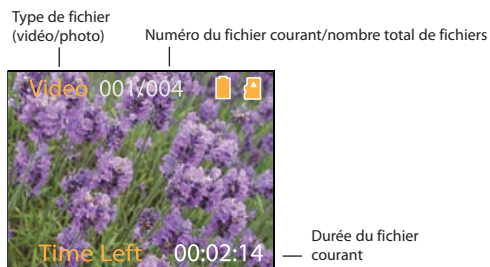 Type de fichier
(vidéo/photo)
Numéro du fichier courant/nombre total de fichiers
Video 001/004
Time Left 00:02:14
Durée du fichier
courant